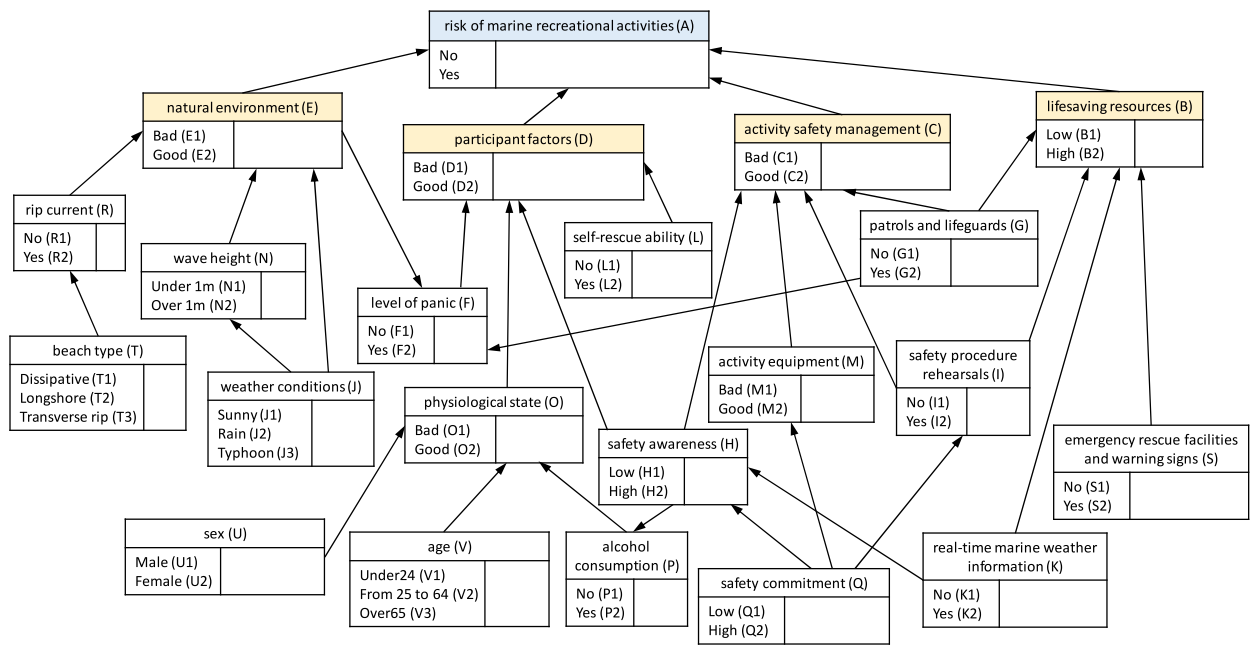 risk of marine recreational activities (A)
No
Yes
natural environment (E)
Bad (E1)
Good (E2)
participant factors (D)
Bad (D1)
Good (D2)
activity safety management (C)
Bad (C1)
Good (C2)
lifesaving resources (B)
Low (B1)
High (B2)
rip current (R)
No (R1)
Yes (R2)
wave height (N)
Under 1m (N1)
Over 1m (N2)
self-rescue ability (L)
No (L1)
Yes (L2)
patrols and lifeguards (G)
No (G1)
Yes (G2)
level of panic (F)
No (F1)
Yes (F2)
beach type (T)
Dissipative (T1)
Longshore (T2)
Transverse rip (T3)
weather conditions (J)
Sunny (J1)
Rain (J2)
Typhoon (J3)
physiological state (O)
Bad (O1)
Good (O2)
activity equipment (M)
Bad (M1)
Good (M2)
safety procedure
rehearsals (I)
No (I1)
Yes (I2)
safety awareness (H)
Low (H1)
High (H2)
emergency rescue facilities
and warning signs (S)
No (S1)
Yes (S2)
sex (U)
Male (U1)
Female (U2)
age (V)
Under24 (V1)
From 25 to 64 (V2)
Over65 (V3)
alcohol
consumption (P)
No (P1)
Yes (P2)
safety commitment (Q)
Low (Q1)
High (Q2)
real-time marine weather
information (K)
No (K1)
Yes (K2)